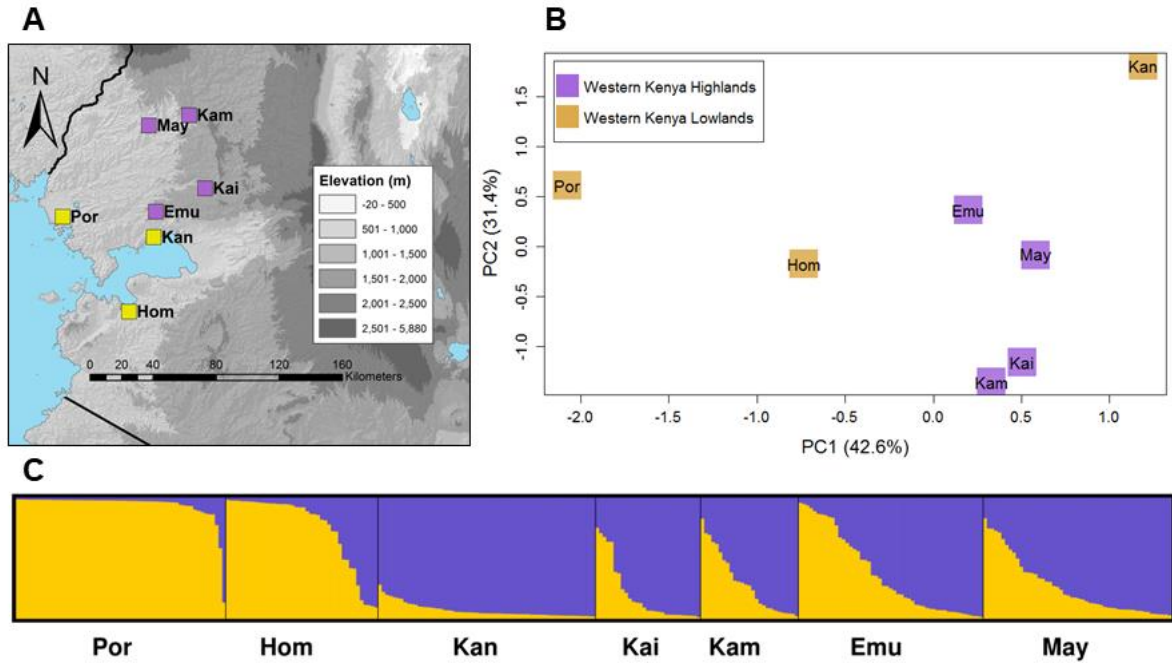 A
N
Kam
May
Kai
Por
Emu
Kan
Hom
Elevation (m)
-20 - 500
501 - 1,000
1,001 - 1,500
1,501 - 2,000
2,001 - 2,500
2,501 - 5,880
0 20 40 80 120 160
Kilometers
B
Western Kenya Highlands
Western Kenya Lowlands
Kan
Por
Emu
Hom
May
Kai
Kam
PC2 (31.4%)
1.5
1.0
0.5
0.0
-0.5
-1.0
-2.0 -1.5 -1.0 -0.5 0.0 0.5 1.0
PC1 (42.6%)
C
Por Hom Kan Kai Kam Emu May